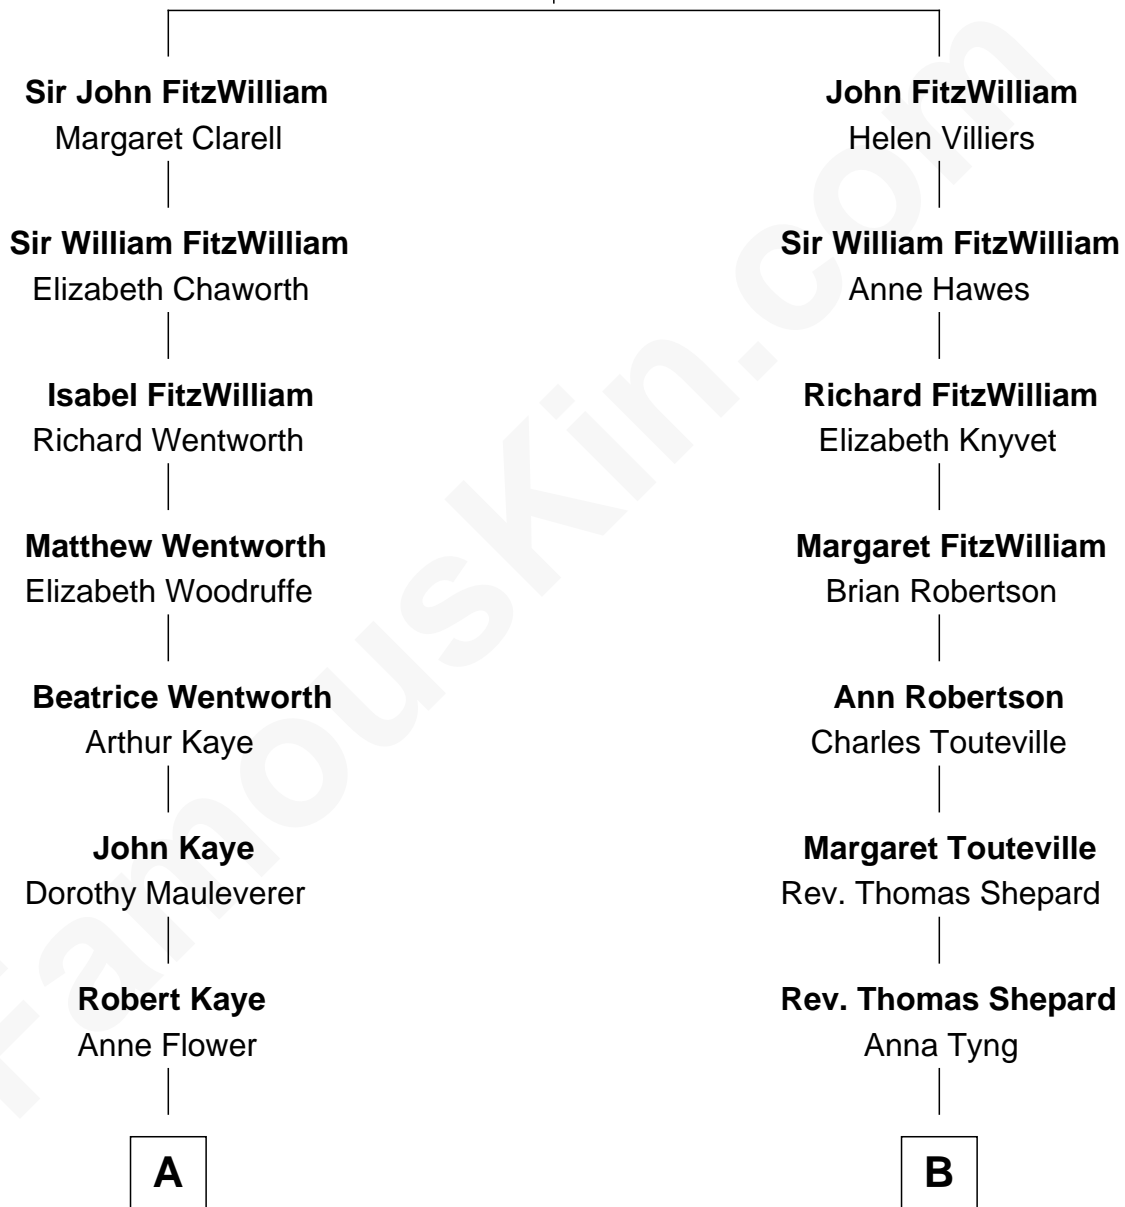 Sir John FitzWilliam
Margaret Clarell
Sir William FitzWilliam
Elizabeth Chaworth
Isabel FitzWilliam
Richard Wentworth
Matthew Wentworth
Elizabeth Woodruffe
Beatrice Wentworth
Arthur Kaye
John Kaye
Dorothy Mauleverer
Robert Kaye
Anne Flower
A
John FitzWilliam
Helen Villiers
Sir William FitzWilliam
Anne Hawes
Richard FitzWilliam
Elizabeth Knyvet
Margaret FitzWilliam
Brian Robertson
Ann Robertson
Charles Touteville
Margaret Touteville
Rev. Thomas Shepard
Rev. Thomas Shepard
Anna Tyng
B
FamousKin.com